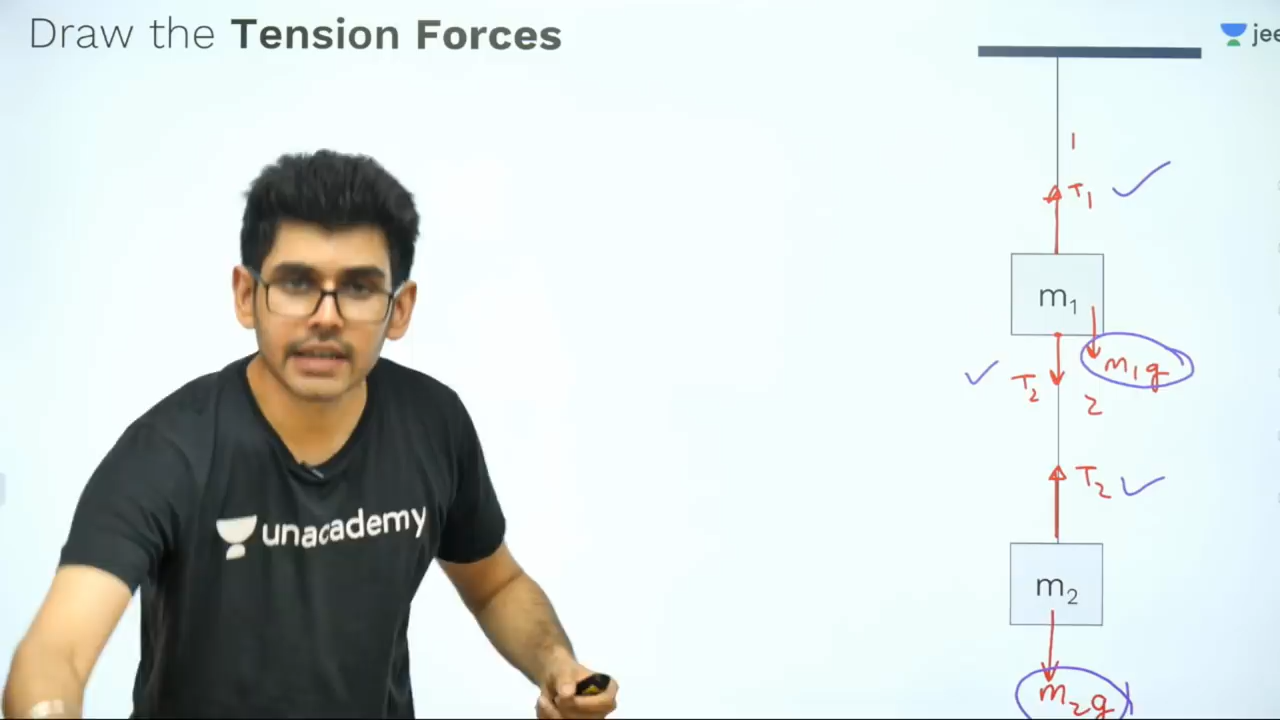 Draw the Tension Forces
jee
1
T₁
m₁
m₁g
T₂
2
T₂
unacademy
m₂
m₂g